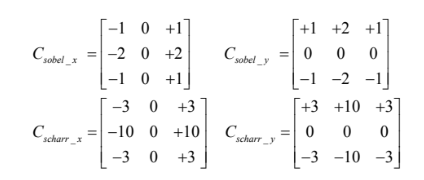 C_sobel_x = [-1 0 +1; -2 0 +2; -1 0 +1] C_sobel_y = [+1 +2 +1; 0 0 0; -1 -2 -1]
C_scharr_x = [-3 0 +3; -10 0 +10; -3 0 +3] C_scharr_y = [+3 +10 +3; 0 0 0; -3 -10 -3]